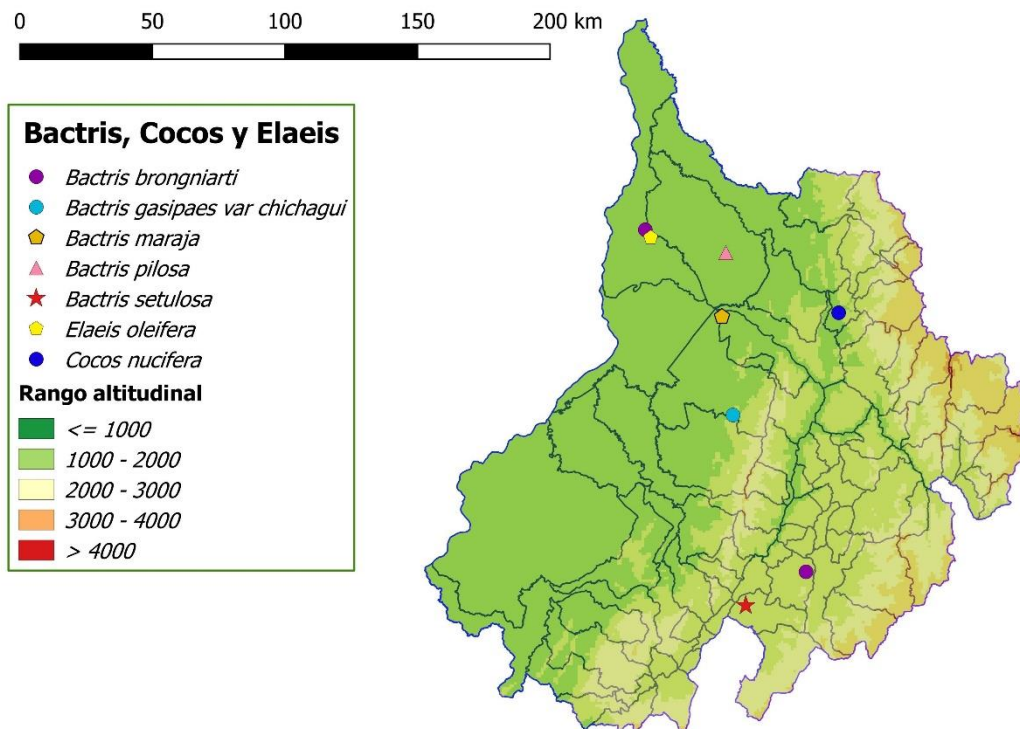 0 50 100 150 200 km
Bactris, Cocos y Elaeis
Bactris brongniarti
Bactris gasipaes var chichagui
Bactris maraja
Bactris pilosa
Bactris setulosa
Elaeis oleifera
Cocos nucifera
Rango altitudinal
<= 1000
1000 - 2000
2000 - 3000
3000 - 4000
> 4000